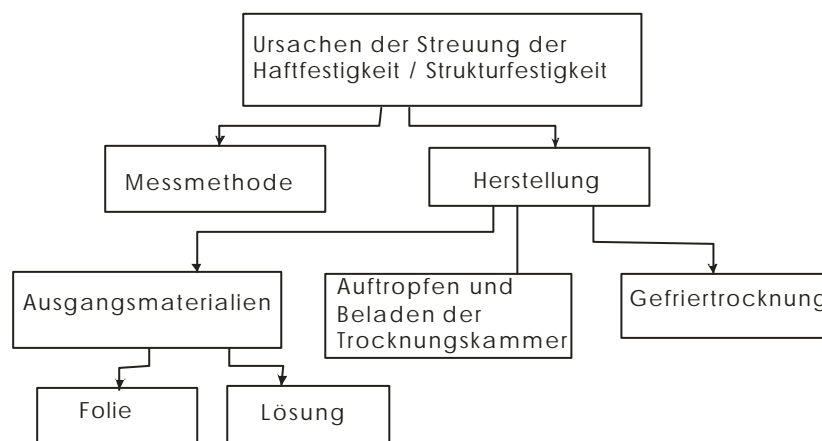 Ursachen der Streuung der
Haftfestigkeit / Strukturfestigkeit
Messmethode
Herstellung
Ausgangsmaterialien
Auftropfen und
Beladen der
Trocknungskammer
Gefriertrocknung
Folie
Lösung